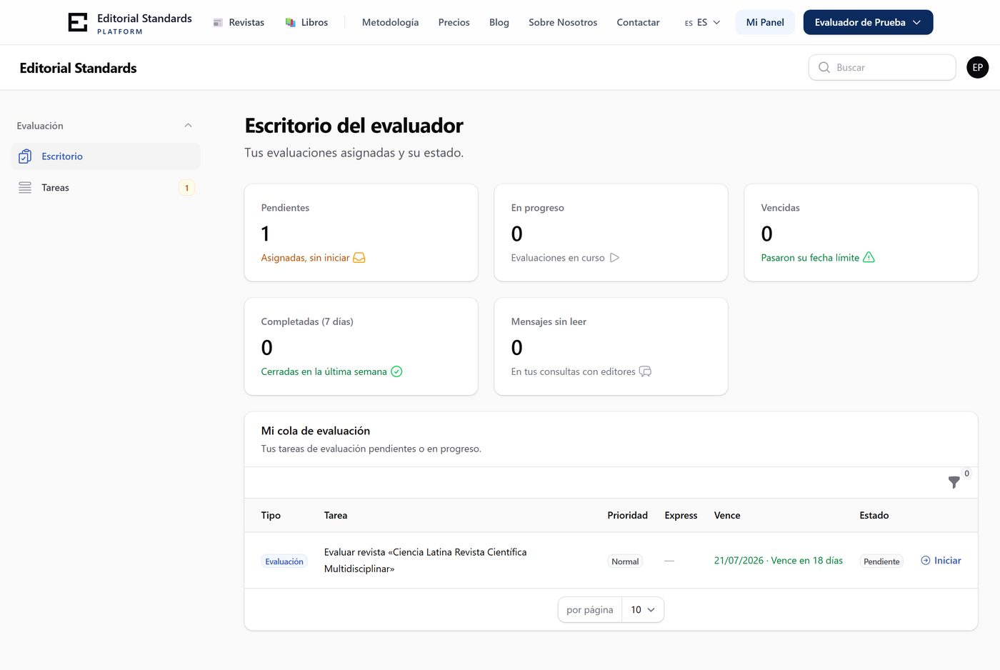 Editorial Standards
PLATFORM
Revistas
Libros
Metodología
Precios
Blog
Sobre Nosotros
Contactar
ES ES
Mi Panel
Evaluador de Prueba
Editorial Standards
Buscar
EP
Evaluación
Escritorio
Tareas
1
Escritorio del evaluador
Tus evaluaciones asignadas y su estado.
Pendientes
1
Asignadas, sin iniciar
En progreso
0
Evaluaciones en curso
Vencidas
0
Pasaron su fecha límite
Completadas (7 días)
0
Cerradas en la última semana
Mensajes sin leer
0
En tus consultas con editores
Mi cola de evaluación
Tus tareas de evaluación pendientes o en progreso.
0
Tipo
Tarea
Prioridad
Express
Vence
Estado
Evaluación
Evaluar revista «Ciencia Latina Revista Científica
Multidisciplinar»
Normal
—
21/07/2026 · Vence en 18 días
Pendiente
Iniciar
por página
10